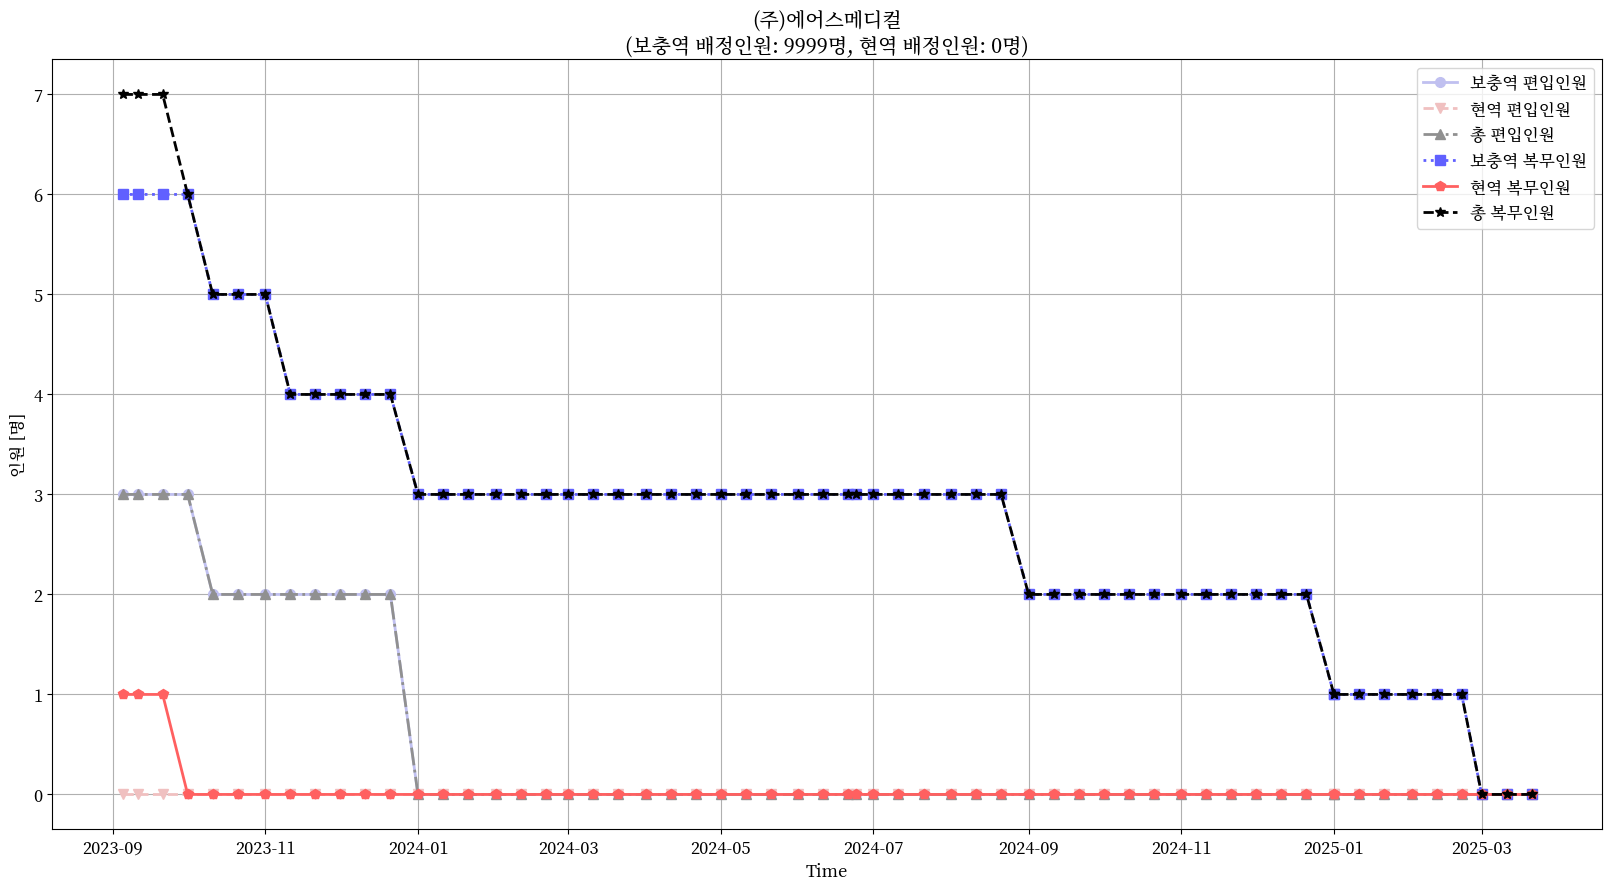 (주)에어스메디컬
(보충역 배정인원: 9999명, 현역 배정인원: 0명)
보충역 편입인원
현역 편입인원
총 편입인원
보충역 복무인원
현역 복무인원
총 복무인원
인원 [명]
7
6
5
4
3
2
1
0
2023-09
2023-11
2024-01
2024-03
2024-05
2024-07
2024-09
2024-11
2025-01
2025-03
Time